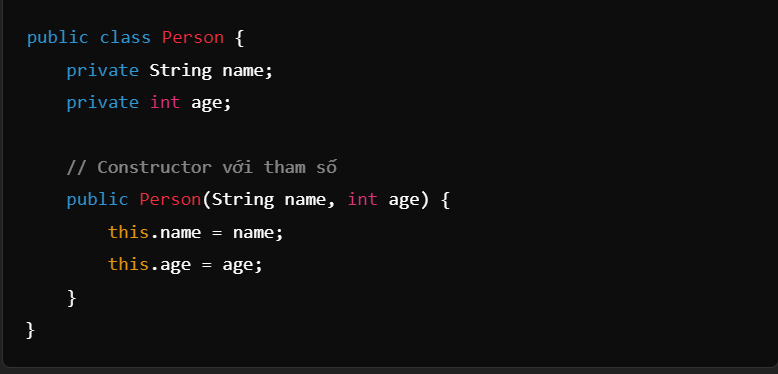 public class Person {
    private String name;
    private int age;

    // Constructor với tham số
    public Person(String name, int age) {
        this.name = name;
        this.age = age;
    }
}